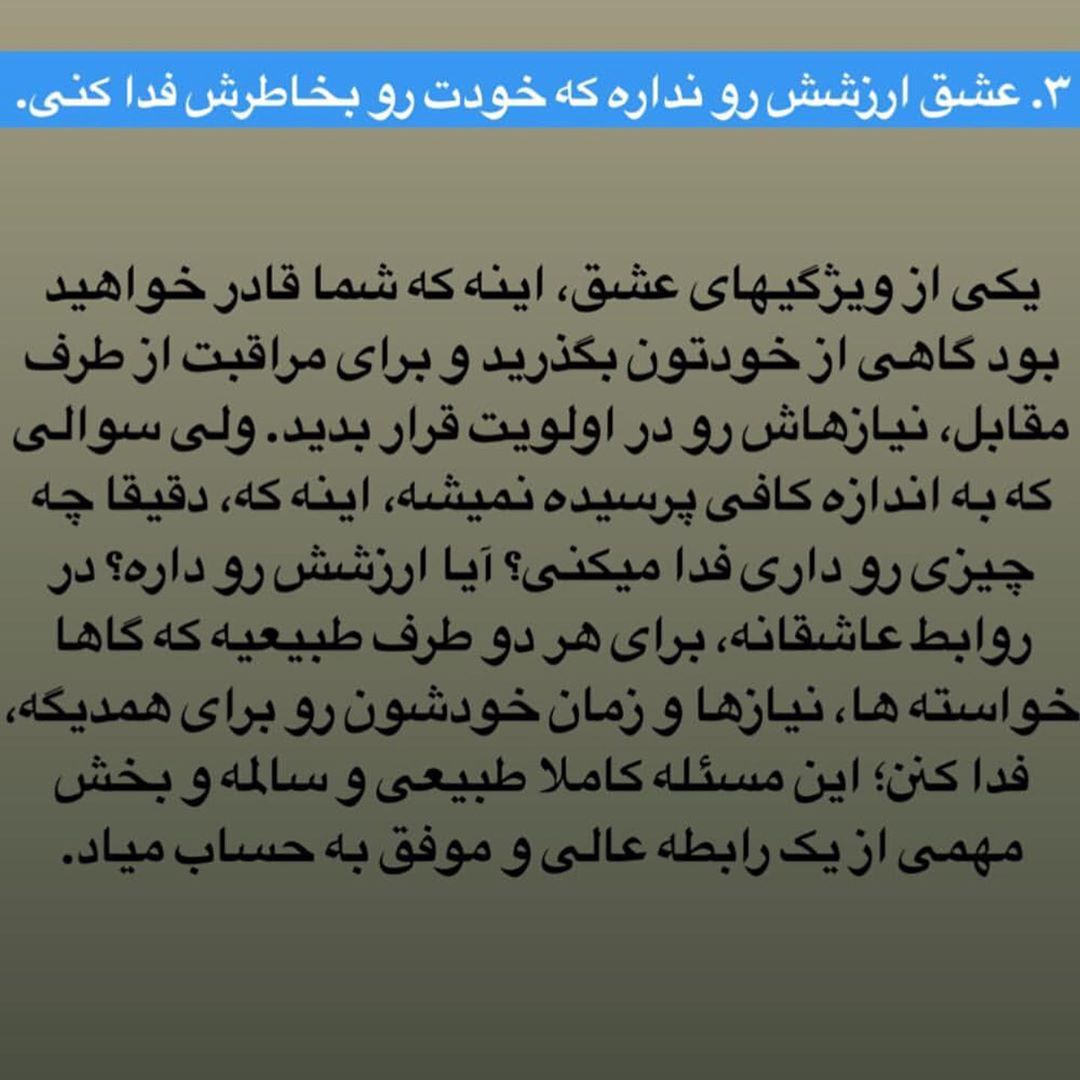 ۳. عشق ارزشش رو نداره که خودت رو بخاطرش فدا کنی.
یکی از ویژگیهای عشق، اینه که شما قادر خواهید
بود گاهی از خودتون بگذرید و برای مراقبت از طرف
مقابل، نیازهاش رو در اولویت قرار بدید. ولی سوالی
که به اندازه کافی پرسیده نمیشه، اینه که، دقیقا چه
چیزی رو داری فدا میکنی؟ آیا ارزشش رو داره؟ در
روابط عاشقانه، برای هر دو طرف طبیعیه که گاها
خواسته ها، نیازها و زمان خودشون رو برای همدیگه،
فدا کنن؛ این مسئله کاملا طبیعی و سالمه و بخش
مهمی از یک رابطه عالی و موفق به حساب میاد.